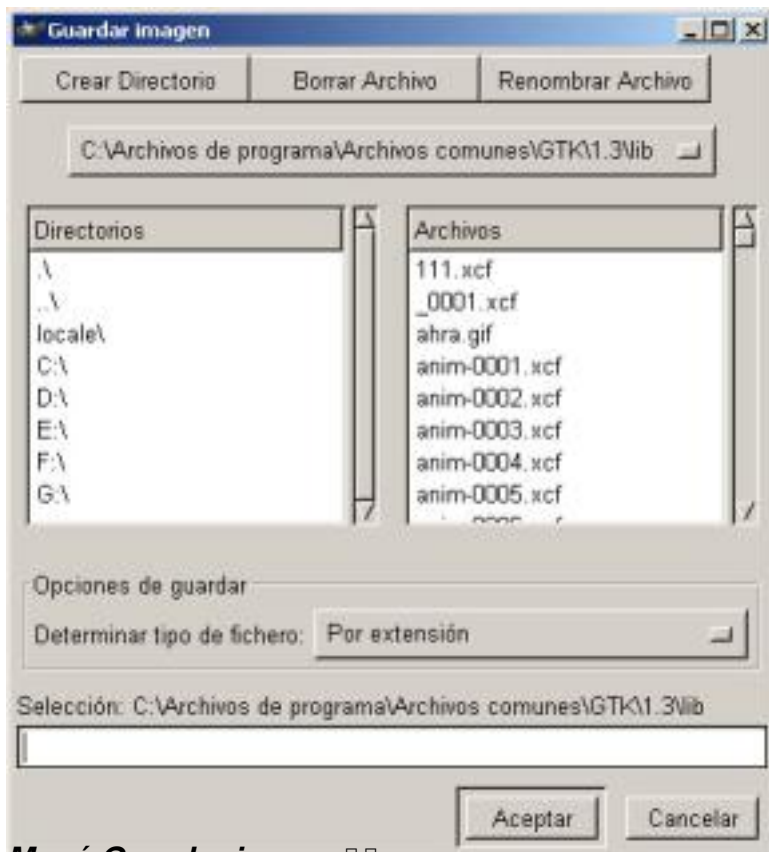 Guardar imagen
Crear Directorio Borrar Archivo Renombrar Archivo
C:\Archivos de programa\Archivos comunes\GTK\1.3\lib
Directorios
.\
..\
locale\
C:\
D:\
E:\
F:\
G:\
Archivos
111.xcf
_0001.xcf
ahra.gif
anim-0001.xcf
anim-0002.xcf
anim-0003.xcf
anim-0004.xcf
anim-0005.xcf
Opciones de guardar
Determinar tipo de fichero: Por extensión
Selección: C:\Archivos de programa\Archivos comunes\GTK\1.3\lib
Aceptar Cancelar